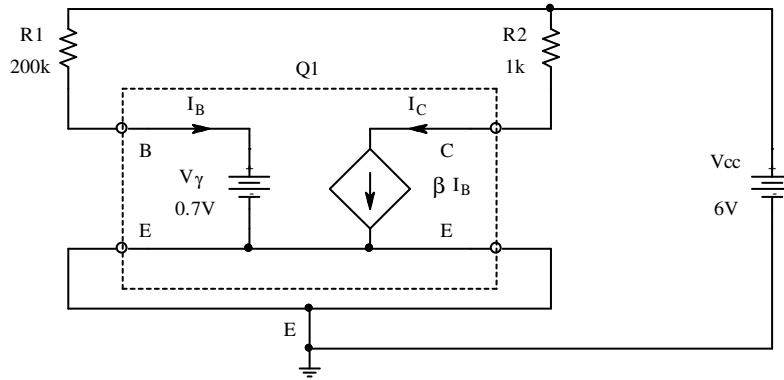 R1
200k
R2
1k
Q1
I_B
I_C
B
C
Vγ
0.7V
+
-
β I_B
Vcc
6V
+
-
E
E
E